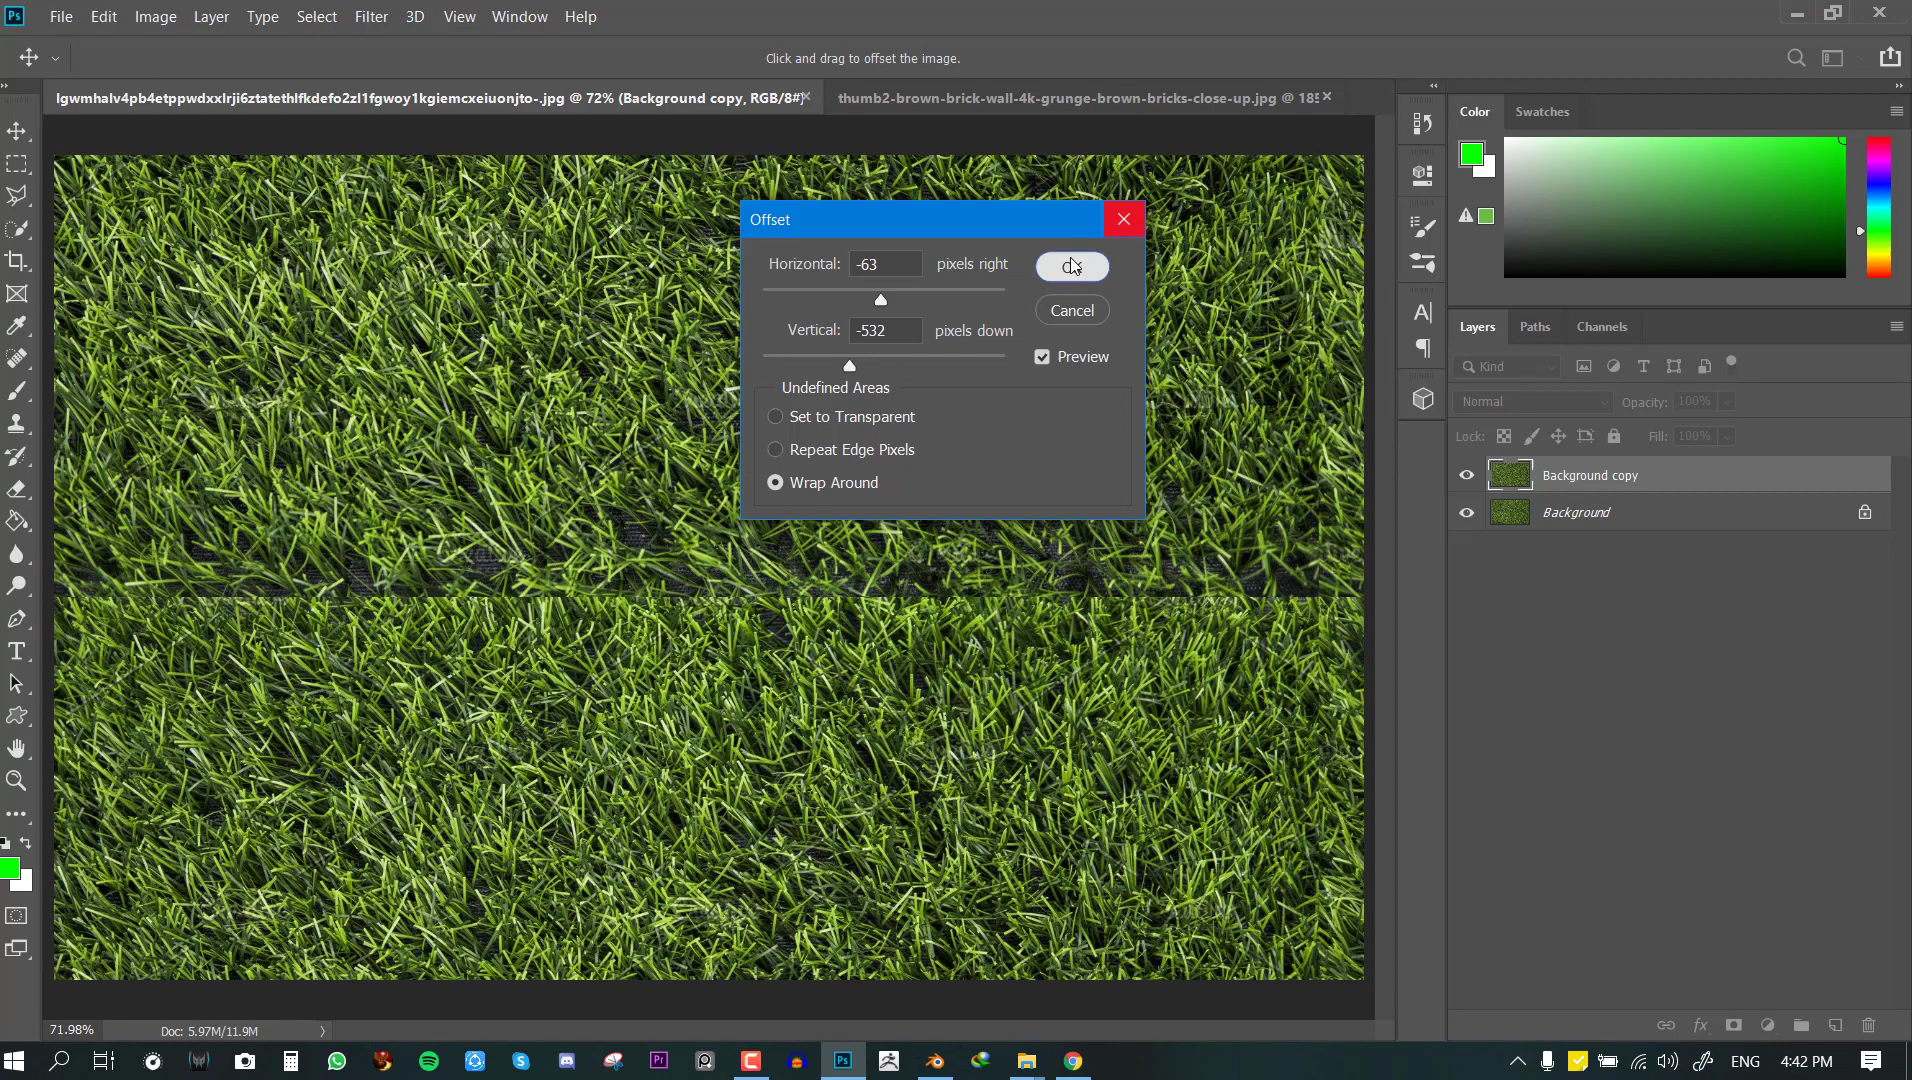 Ps File Edit Image Layer Type Select Filter 3D View Window Help
Click and drag to offset the image.
lgwmhalv4pb4etppwdxxlrji6ztatethlfkdefo2zl1fgwoy1kgiemcxeiuonjto-.jpg @ 72% (Background copy, RGB/8#)
thumb2-brown-brick-wall-4k-grunge-brown-bricks-close-up.jpg @ 185
Color Swatches
Offset
Horizontal: -63 pixels right
Cancel
Vertical: -532 pixels down
Preview
Undefined Areas
Set to Transparent
Repeat Edge Pixels
Wrap Around
Layers Paths Channels
Kind
Normal Opacity: 100%
Lock: Fill: 100%
Background copy
Background
71.98% Doc: 5.97M/11.9M
Pr Ps ENG 4:42 PM